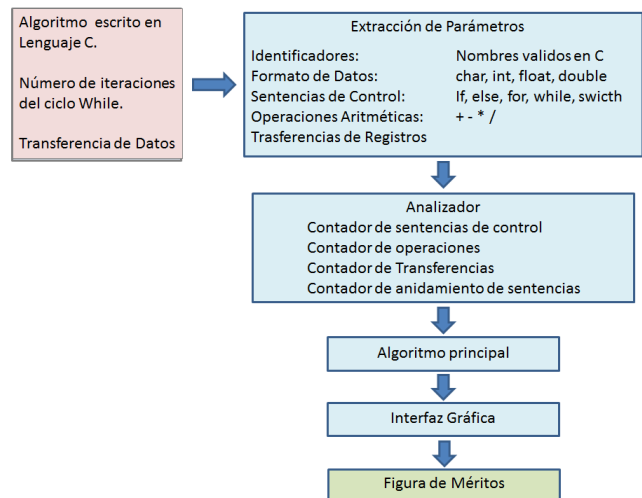 Algoritmo escrito en
Lenguaje C.
Número de iteraciones
del ciclo While.
Transferencia de Datos
Extracción de Parámetros
Identificadores: Nombres validos en C
Formato de Datos: char, int, float, double
Sentencias de Control: If, else, for, while, swicth
Operaciones Aritméticas: + - * /
Trasferencias de Registros
Analizador
Contador de sentencias de control
Contador de operaciones
Contador de Transferencias
Contador de anidamiento de sentencias
Algoritmo principal
Interfaz Gráfica
Figura de Méritos